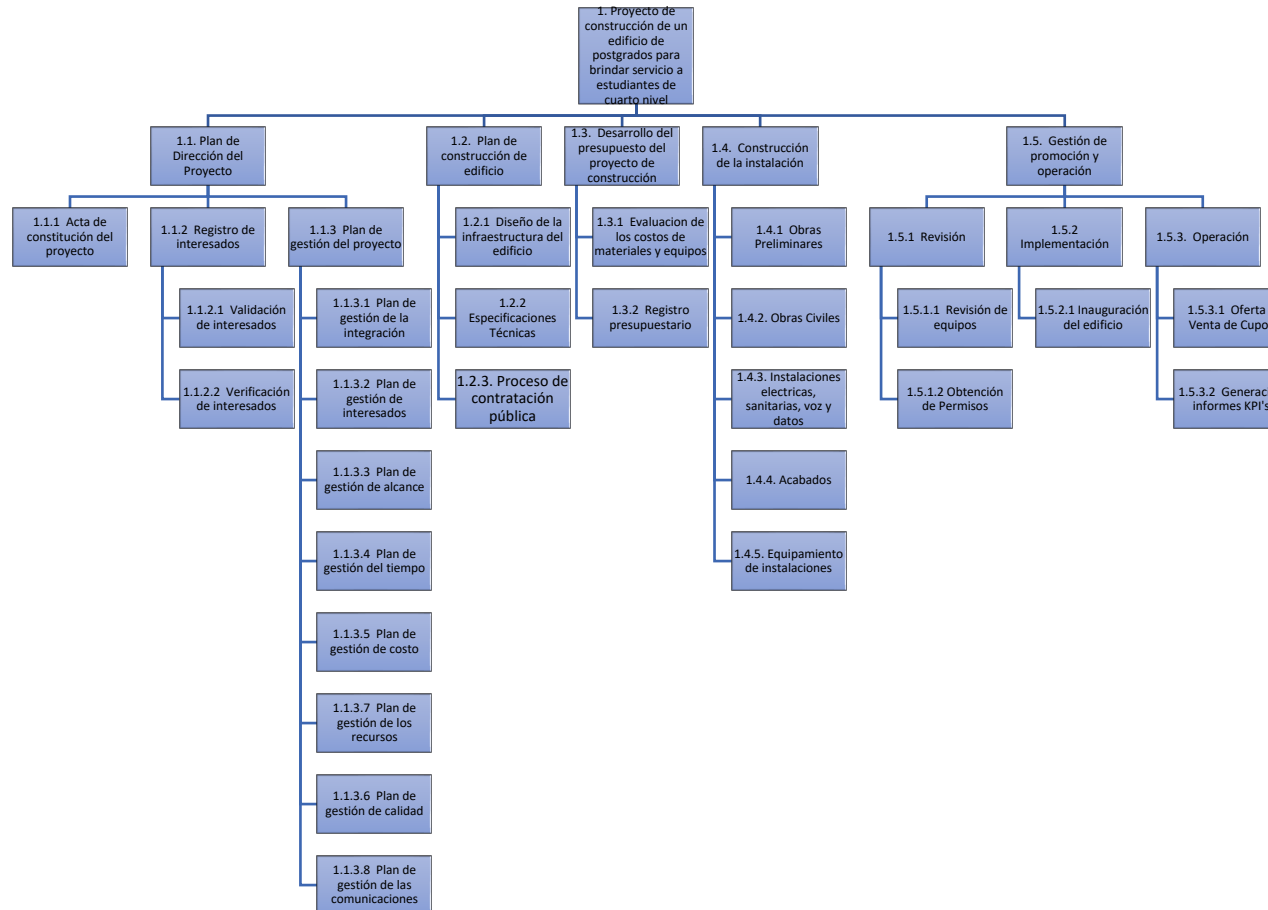 1. Proyecto de
construcción de un
edificio de
postgrados para
brindar servicio a
estudiantes de
cuarto nivel
1.1. Plan de
Dirección del
Proyecto
1.2. Plan de
construcción de
edificio
1.3. Desarrollo del
presupuesto del
proyecto de
construcción
1.4. Construcción
de la instalación
1.5. Gestión de
promoción y
operación
1.1.1 Acta de
constitución del
proyecto
1.1.2 Registro de
interesados
1.1.3 Plan de
gestión del proyecto
1.1.2.1 Validación
de interesados
1.1.2.2 Verificación
de interesados
1.1.3.1 Plan de
gestión de la
integración
1.1.3.2 Plan de
gestión de
interesados
1.1.3.3 Plan de
gestión de alcance
1.1.3.4 Plan de
gestión del tiempo
1.1.3.5 Plan de
gestión de costo
1.1.3.7 Plan de
gestión de los
recursos
1.1.3.6 Plan de
gestión de calidad
1.1.3.8 Plan de
gestión de las
comunicaciones
1.2.1 Diseño de la
infraestructura del
edificio
1.2.2
Especificaciones
Técnicas
1.2.3. Proceso de
contratación
pública
1.3.1 Evaluacion de
los costos de
materiales y equipos
1.3.2 Registro
presupuestario
1.4.1 Obras
Preliminares
1.4.2. Obras Civiles
1.4.3. Instalaciones
electricas,
sanitarias, voz y
datos
1.4.4. Acabados
1.4.5. Equipamiento
de instalaciones
1.5.1 Revisión
1.5.2
Implementación
1.5.3. Operación
1.5.1.1 Revisión de
equipos
1.5.1.2 Obtención
de Permisos
1.5.2.1 Inauguración
del edificio
1.5.3.1 Oferta
Venta de Cupo
1.5.3.2 Generac
informes KPI's